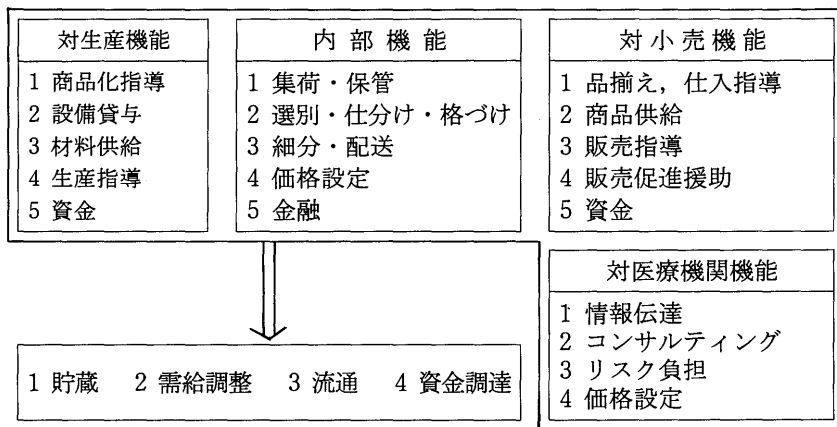 対生産機能
1 商品化指導
2 設備貸与
3 材料供給
4 生産指導
5 資金
内部機能
1 集荷・保管
2 選別・仕分け・格づけ
3 細分・配送
4 価格設定
5 金融
対小売機能
1 品揃え，仕入指導
2 商品供給
3 販売指導
4 販売促進援助
5 資金
対医療機関機能
1 情報伝達
2 コンサルティング
3 リスク負担
4 価格設定
1 貯蔵 2 需給調整 3 流通 4 資金調達